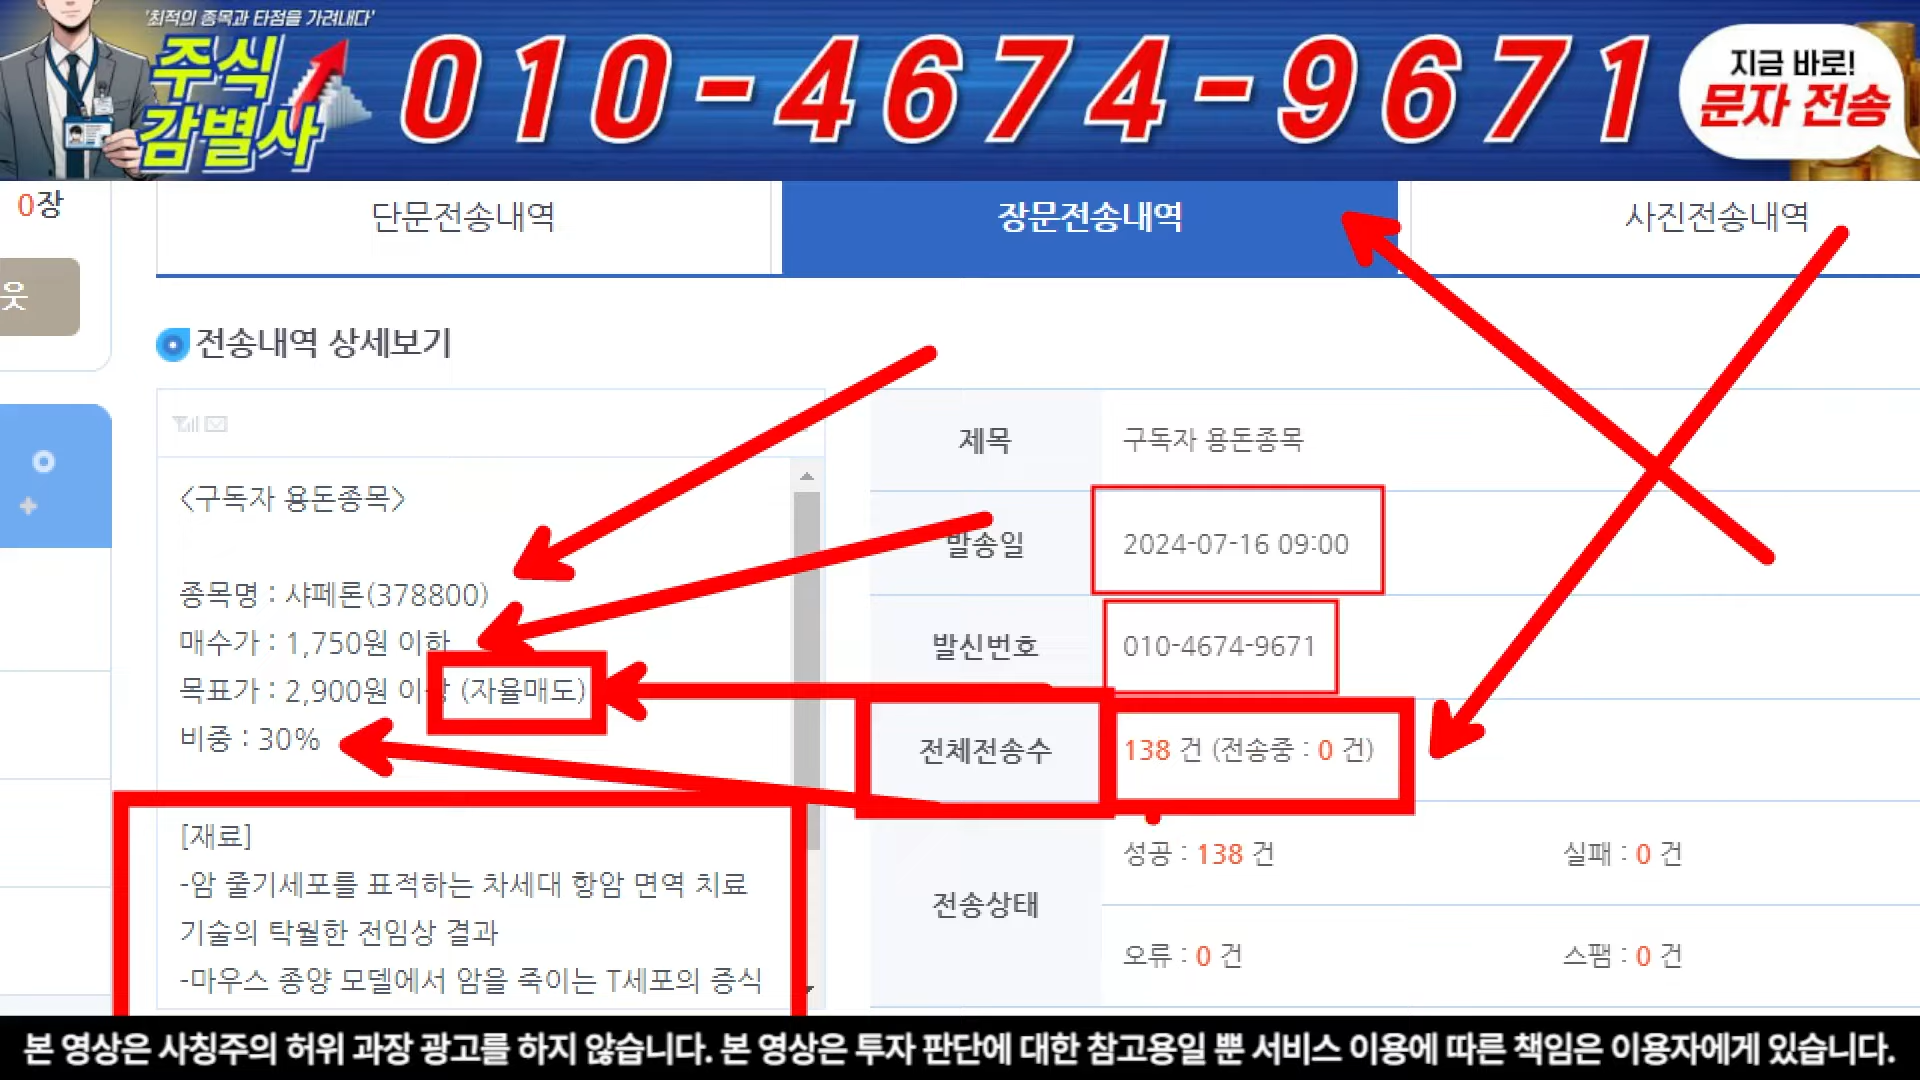 '최적의 종목과 타점을 가려내다'
주식
감별사
010-4674-9671
지금 바로!
문자 전송
0장
웃
단문전송내역
장문전송내역
사진전송내역
전송내역 상세보기
<구독자 용돈종목>
종목명 : 샤페론(378800)
매수가 : 1,750원 이하
목표가 : 2,900원 이상 (자율매도)
비중 : 30%
[재료]
-암 줄기세포를 표적하는 차세대 항암 면역 치료
기술의 탁월한 전임상 결과
-마우스 종양 모델에서 암을 죽이는 T세포의 증식
제목
구독자 용돈종목
발송일
2024-07-16 09:00
발신번호
010-4674-9671
전체전송수
138 건 (전송중 : 0 건)
전송상태
성공 : 138 건
실패 : 0 건
오류 : 0 건
스팸 : 0 건
본 영상은 사칭주의 허위 과장 광고를 하지 않습니다. 본 영상은 투자 판단에 대한 참고용일 뿐 서비스 이용에 따른 책임은 이용자에게 있습니다.